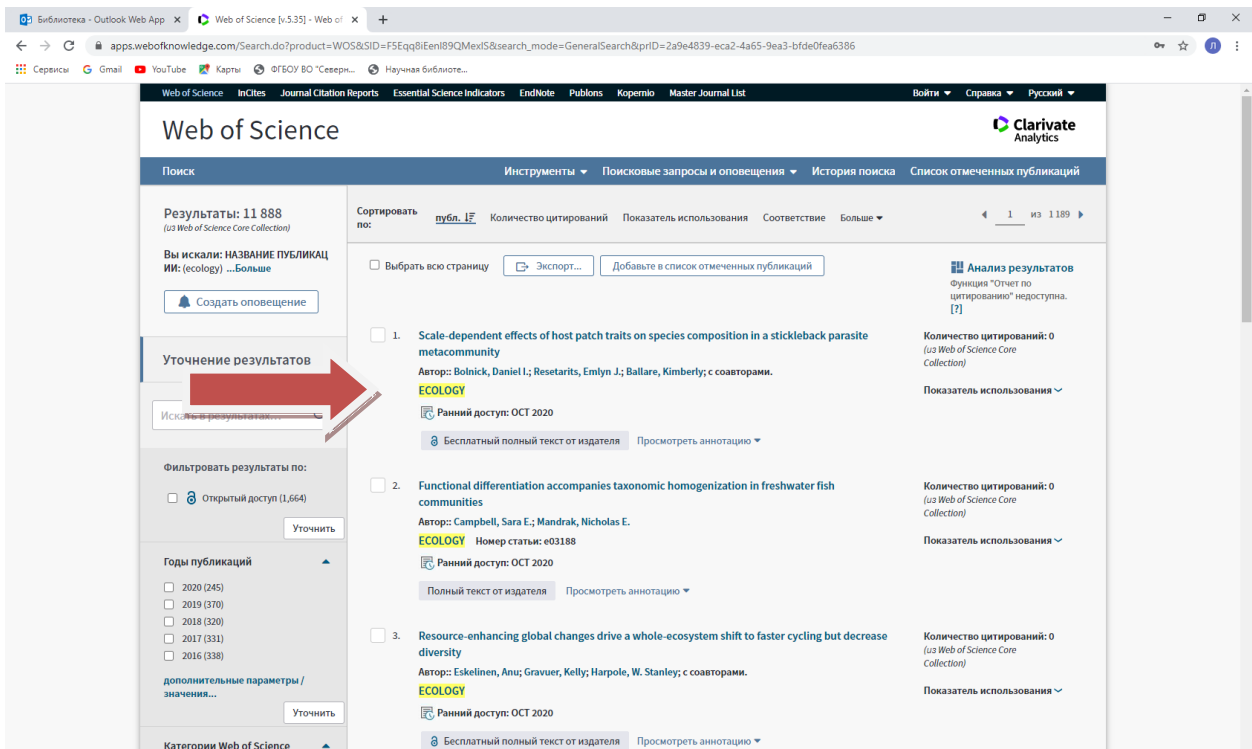 Библиотека - Outlook Web App
Web of Science [v.5.35] - Web of
apps.webofknowledge.com/Search.do?product=WOS&SID=F5Eqq8iEenI89QMexIS&search_mode=GeneralSearch&prID=2a9e4839-eca2-4a65-9ea3-bfde0fea6386
Л
Сервисы Gmail YouTube Карты ФГБОУ ВО "Северн... Научная библиоте...
Web of Science InCites Journal Citation Reports Essential Science Indicators EndNote Publons Kopernio Master Journal List Войти Справка Русский
Web of Science
Clarivate
Analytics
Поиск Инструменты Поисковые запросы и оповещения История поиска Список отмеченных публикаций
Результаты: 11 888
(из Web of Science Core Collection)
Вы искали: НАЗВАНИЕ ПУБЛИКАЦ
ИИ: (ecology) ...Больше
Создать оповещение
Уточнение результатов
Искать в результатах...
Фильтровать результаты по:
Открытый доступ (1,664)
Уточнить
Годы публикаций
2020 (245)
2019 (370)
2018 (320)
2017 (331)
2016 (338)
дополнительные параметры /
значения...
Уточнить
Категории Web of Science
Сортировать
по:
публ. Количество цитирований Показатель использования Соответствие Больше
1 из 1 189
Выбрать всю страницу Экспорт... Добавьте в список отмеченных публикаций
Анализ результатов
Функция "Отчет по
цитированию" недоступна.
[?]
1. Scale-dependent effects of host patch traits on species composition in a stickleback parasite
metacommunity
Автор:: Bolnick, Daniel I.; Resetarits, Emlyn J.; Ballare, Kimberly; с соавторами.
ECOLOGY
Ранний доступ: OCT 2020
Бесплатный полный текст от издателя Просмотреть аннотацию
Количество цитирований: 0
(из Web of Science Core
Collection)
Показатель использования
2. Functional differentiation accompanies taxonomic homogenization in freshwater fish
communities
Автор:: Campbell, Sara E.; Mandrak, Nicholas E.
ECOLOGY Номер статьи: e03188
Ранний доступ: OCT 2020
Полный текст от издателя Просмотреть аннотацию
Количество цитирований: 0
(из Web of Science Core
Collection)
Показатель использования
3. Resource-enhancing global changes drive a whole-ecosystem shift to faster cycling but decrease
diversity
Автор:: Eskelinen, Anu; Gravuer, Kelly; Harpole, W. Stanley; с соавторами.
ECOLOGY
Ранний доступ: OCT 2020
Бесплатный полный текст от издателя Просмотреть аннотацию
Количество цитирований: 0
(из Web of Science Core
Collection)
Показатель использования